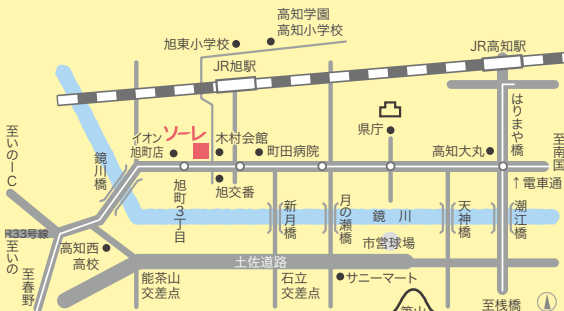 高知学園
高知小学校
旭東小学校
JR高知駅
JR旭駅
はりまや橋
県庁
至いのIC
イオン
旭町店
ソーレ
木村会館
町田病院
高知大丸
至南国
鏡川橋
↑電車通
旭町3丁目
旭交番
新月橋
月の瀬橋
鏡川
天神橋
潮江橋
R33号線
至いの
高知西
高校
市営球場
土佐道路
至春野
能茶山
交差点
石立
交差点
サニーマート
至桟橋